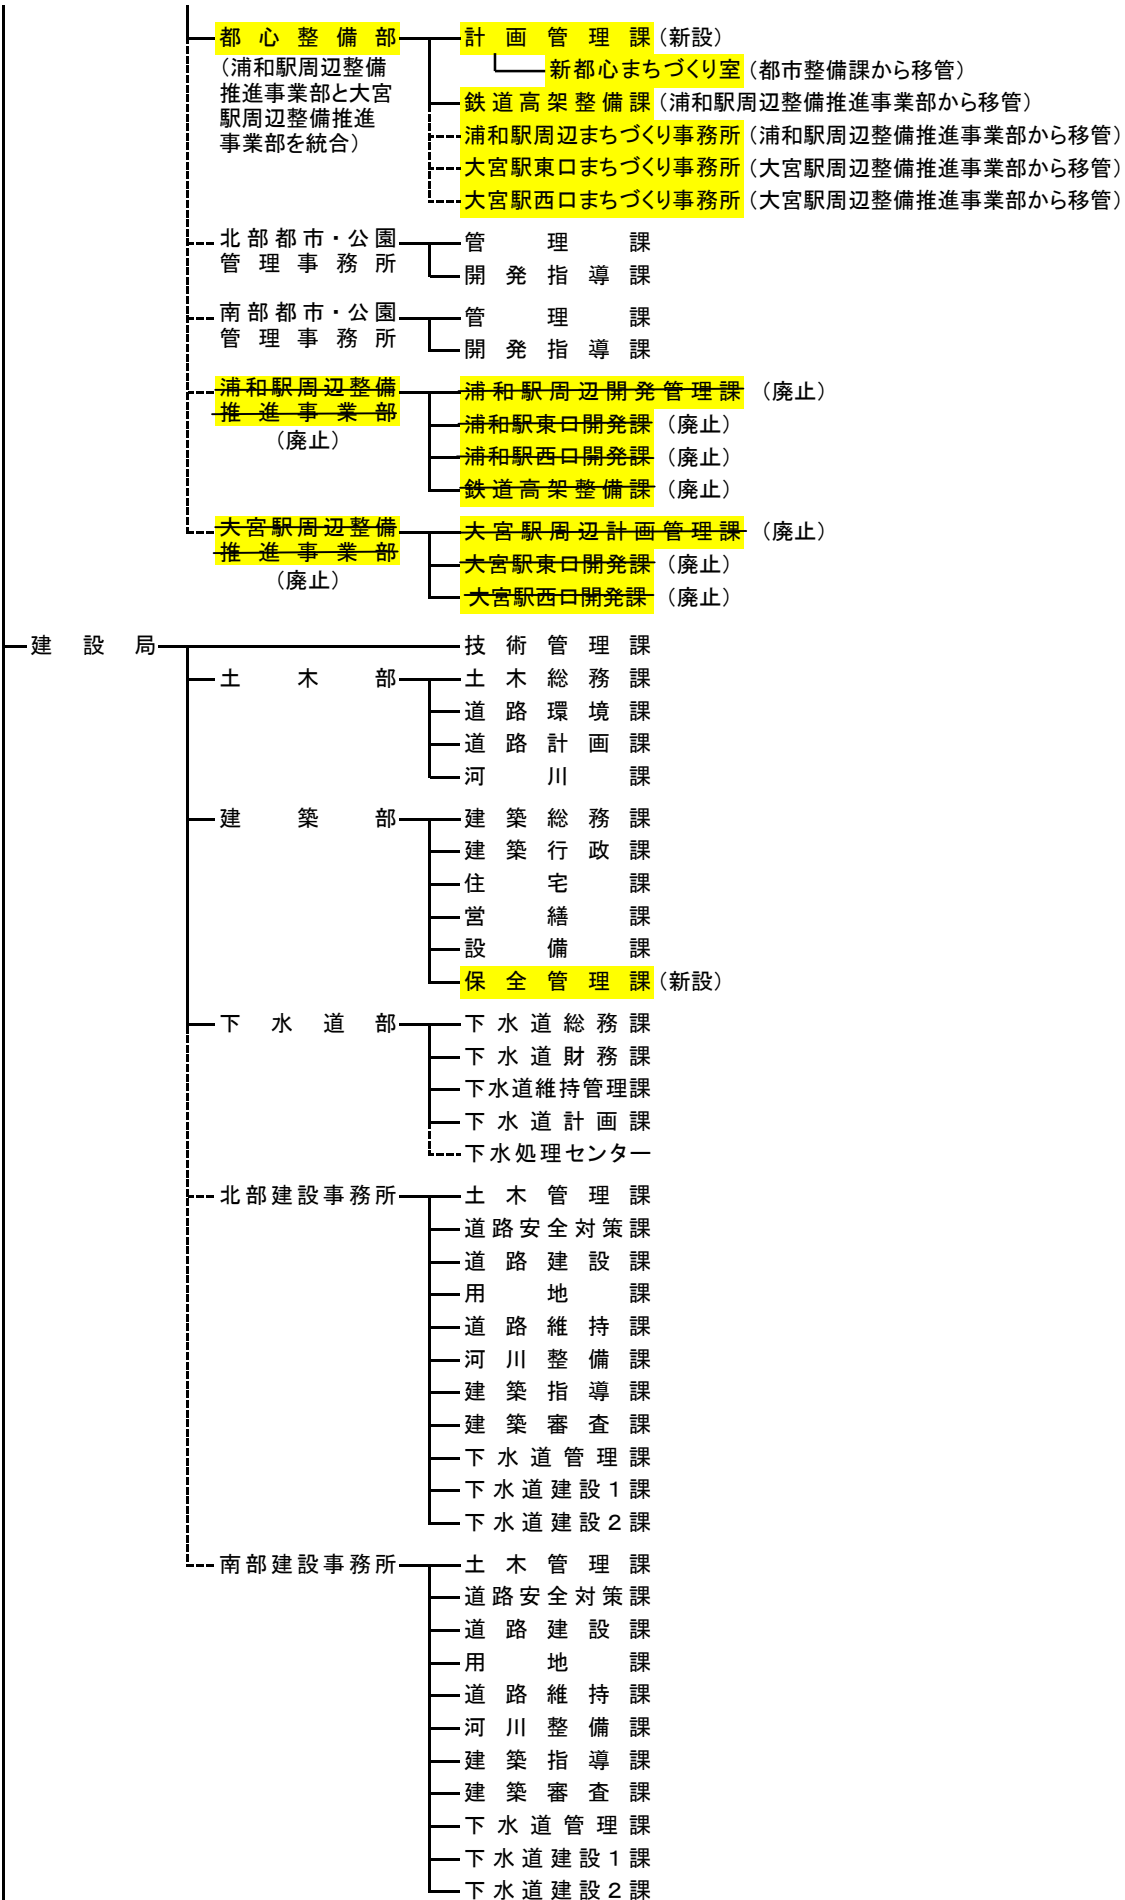 都心整備部 計画管理課（新設）
（浦和駅周辺整備 新都心まちづくり室（都市整備課から移管）
推進事業部と大宮 鉄道高架整備課（浦和駅周辺整備推進事業部から移管）
駅周辺整備推進 浦和駅周辺まちづくり事務所（浦和駅周辺整備推進事業部から移管）
事業部を統合） 大宮駅東口まちづくり事務所（大宮駅周辺整備推進事業部から移管）
大宮駅西口まちづくり事務所（大宮駅周辺整備推進事業部から移管）
北部都市・公園 管理課
管理事務所 開発指導課
南部都市・公園 管理課
管理事務所 開発指導課
浦和駅周辺整備 浦和駅周辺開発管理課（廃止）
推進事業部 浦和駅東口開発課（廃止）
（廃止） 浦和駅西口開発課（廃止）
鉄道高架整備課（廃止）
大宮駅周辺整備 大宮駅周辺計画管理課（廃止）
推進事業部 大宮駅東口開発課（廃止）
（廃止） 大宮駅西口開発課（廃止）
建設局 技術管理課
土木部 土木総務課
道路環境課
道路計画課
河川課
建築部 建築総務課
建築行政課
住宅課
営繕課
設備課
保全管理課（新設）
下水道部 下水道総務課
下水道財務課
下水道維持管理課
下水道計画課
下水処理センター
北部建設事務所 土木管理課
道路安全対策課
道路建設課
用地課
道路維持課
河川整備課
建築指導課
建築審査課
下水道管理課
下水道建設1課
下水道建設2課
南部建設事務所 土木管理課
道路安全対策課
道路建設課
用地課
道路維持課
河川整備課
建築指導課
建築審査課
下水道管理課
下水道建設1課
下水道建設2課